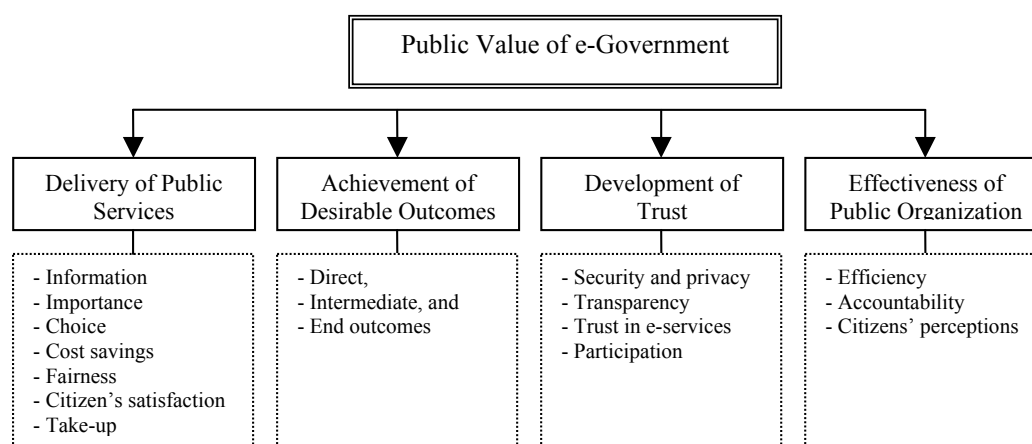 Public Value of e-Government
Delivery of Public
Services
Achievement of
Desirable Outcomes
Development of
Trust
Effectiveness of
Public Organization
- Information
- Importance
- Choice
- Cost savings
- Fairness
- Citizen's satisfaction
- Take-up
- Direct,
- Intermediate, and
- End outcomes
- Security and privacy
- Transparency
- Trust in e-services
- Participation
- Efficiency
- Accountability
- Citizens’ perceptions